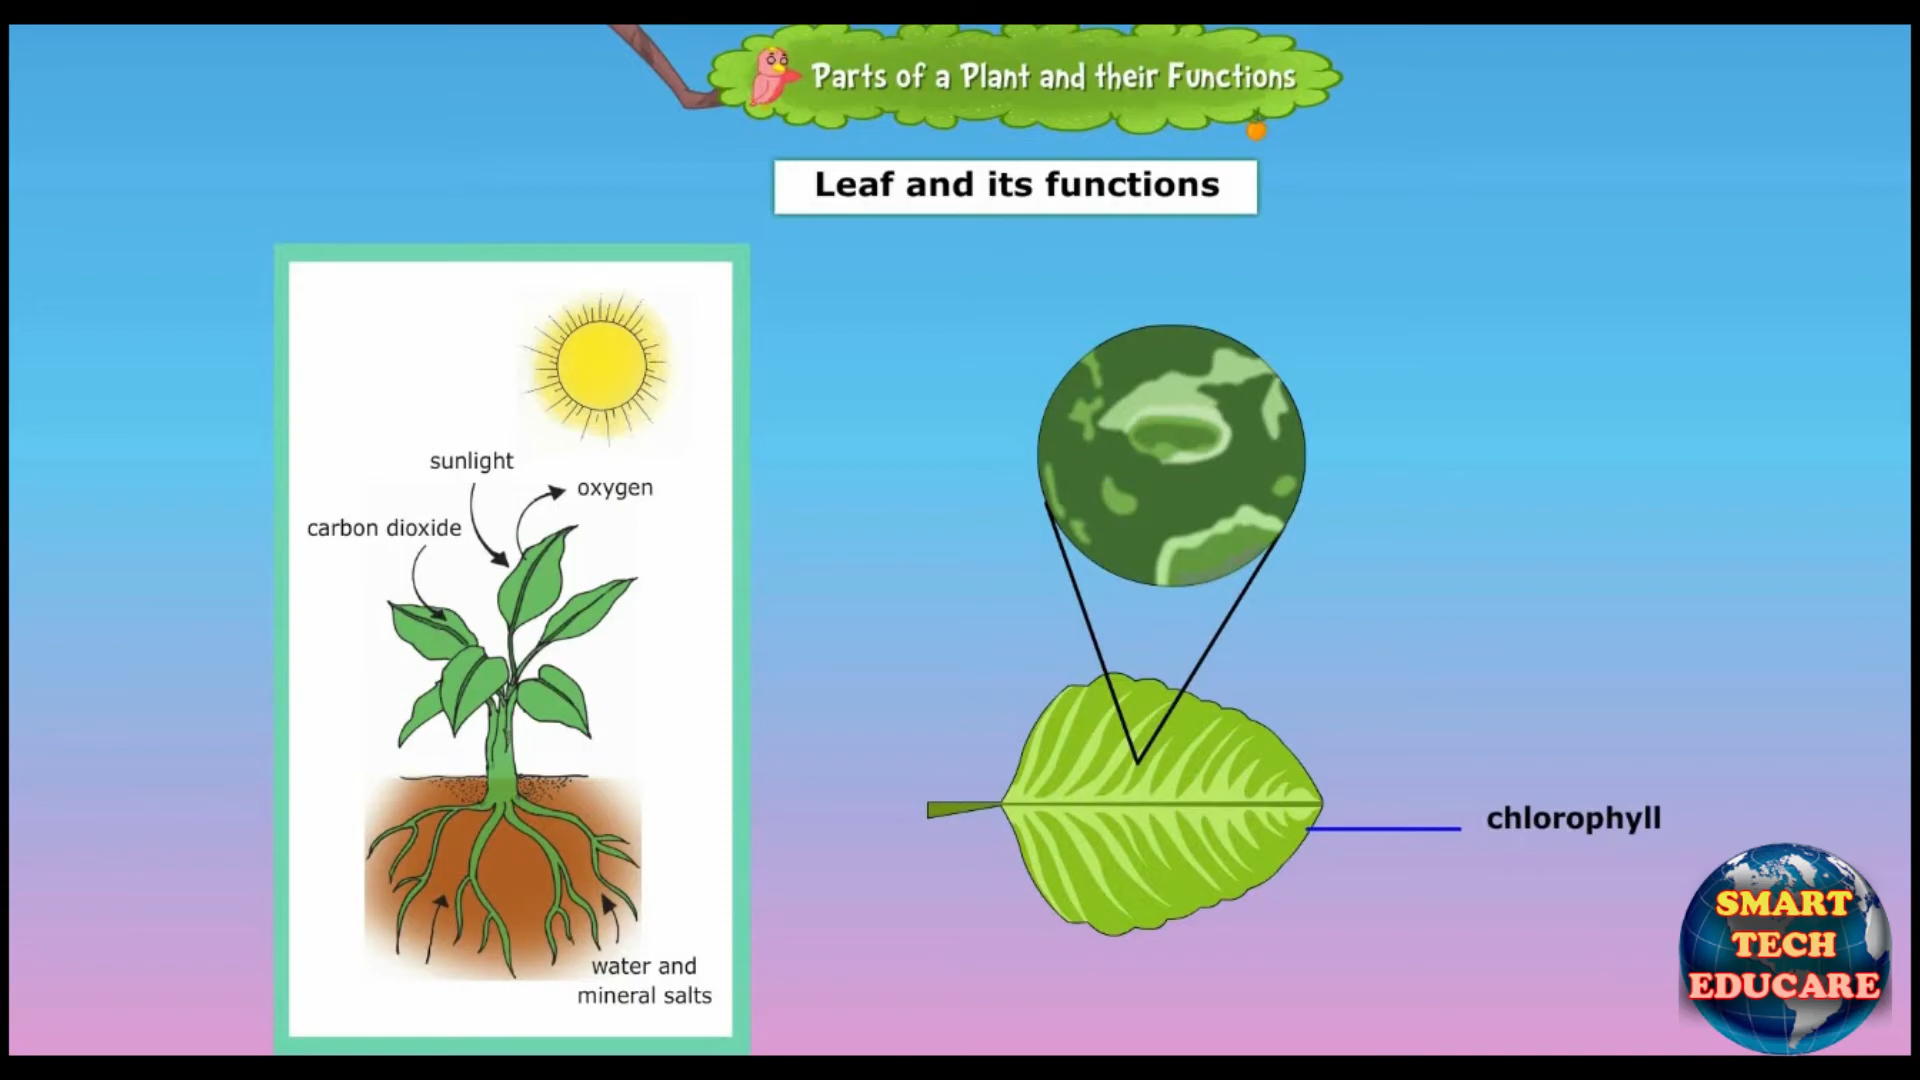 Parts of a Plant and their Functions
Leaf and its functions
sunlight
oxygen
carbon dioxide
water and
mineral salts
chlorophyll
SMART
TECH
EDUCARE